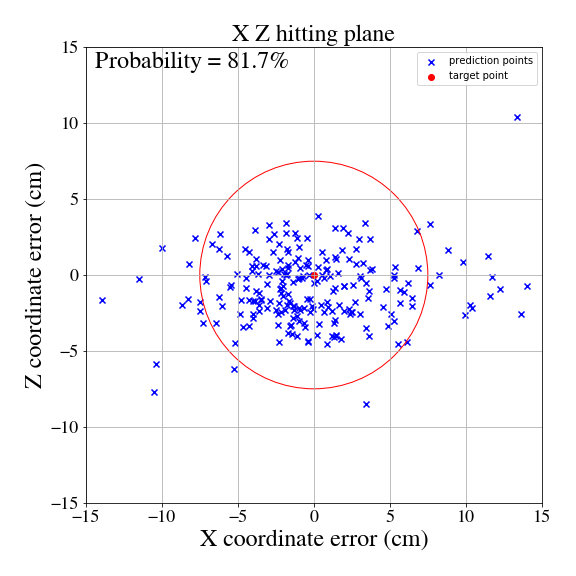 X Z hitting plane
Probability = 81.7%
prediction points
target point
15
10
5
0
−5
−10
−15
Z coordinate error (cm)
−15 −10 −5 0 5 10 15
X coordinate error (cm)